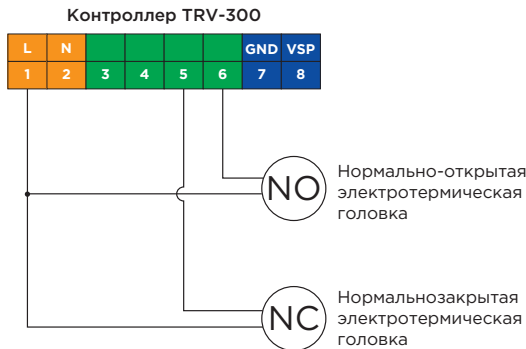 Контроллер TRV-300
L N GND VSP
1 2 3 4 5 6 7 8
NO
Нормально-открытая
электротермическая
головка
NC
Нормальнозакрытая
электротермическая
головка